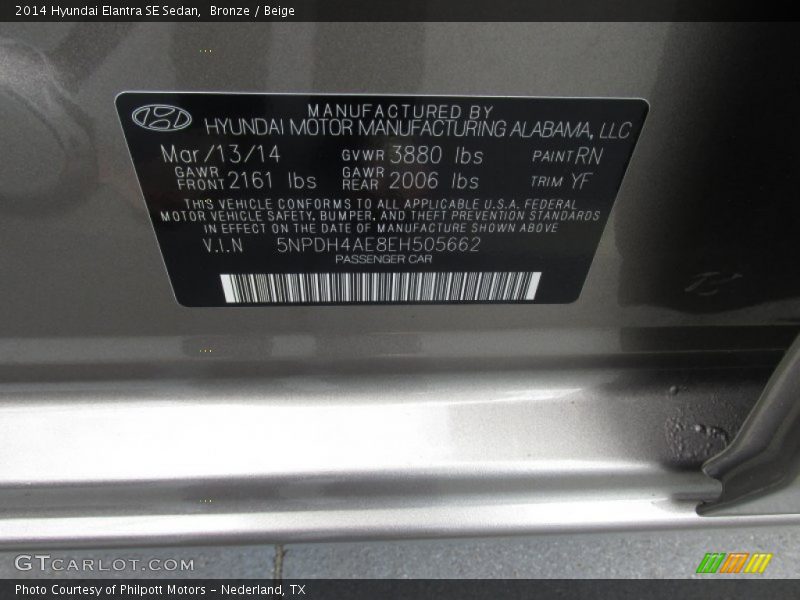 2014 Hyundai Elantra SE Sedan,  Bronze / Beige
MANUFACTURED BY
HYUNDAI MOTOR MANUFACTURING ALABAMA, LLC
Mar/13/14 GVWR 3880 lbs PAINT RN
GAWR FRONT 2161 lbs GAWR REAR 2006 lbs TRIM YF
THIS VEHICLE CONFORMS TO ALL APPLICABLE U.S.A. FEDERAL
MOTOR VEHICLE SAFETY, BUMPER, AND THEFT PREVENTION STANDARDS
IN EFFECT ON THE DATE OF MANUFACTURE SHOWN ABOVE
V.I.N 5NPDH4AE8EH505662
PASSENGER CAR
GTCARLOT.COM
Photo Courtesy of Philpott Motors – Nederland, TX